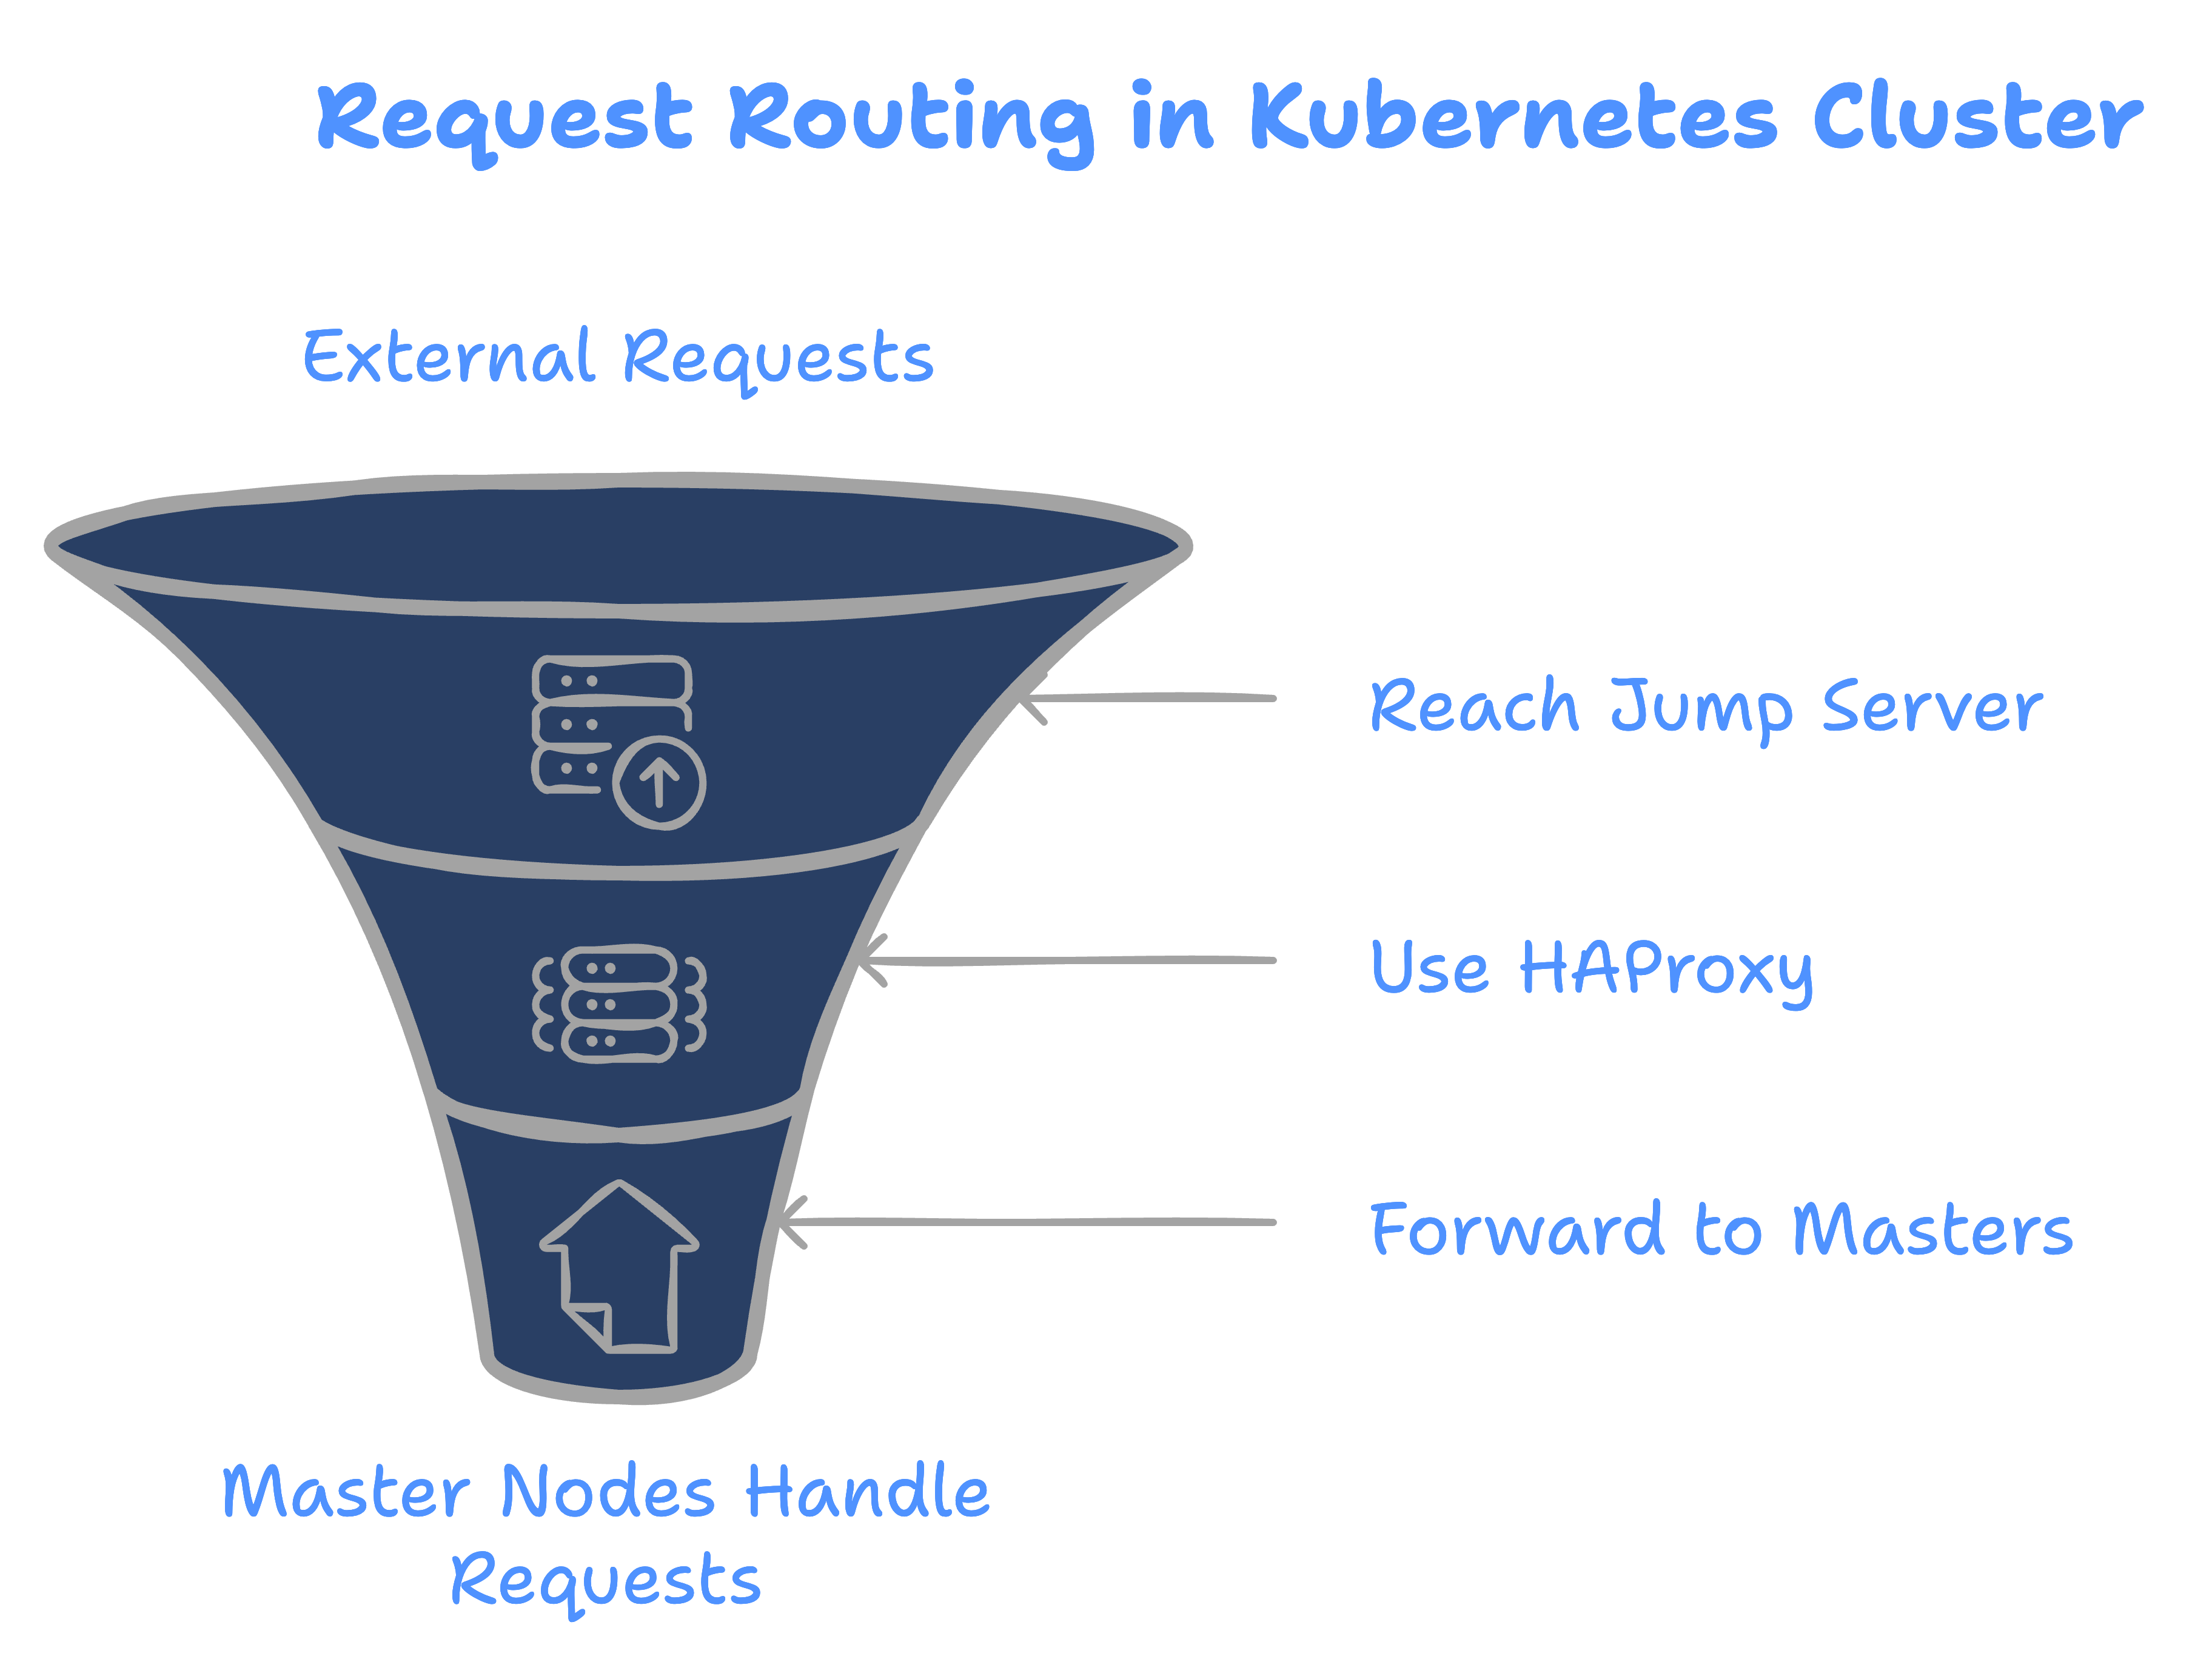 Request Routing in Kubernetes Cluster
External Requests
Reach Jump Server
Use HAProxy
Forward to Masters
Master Nodes Handle
Requests